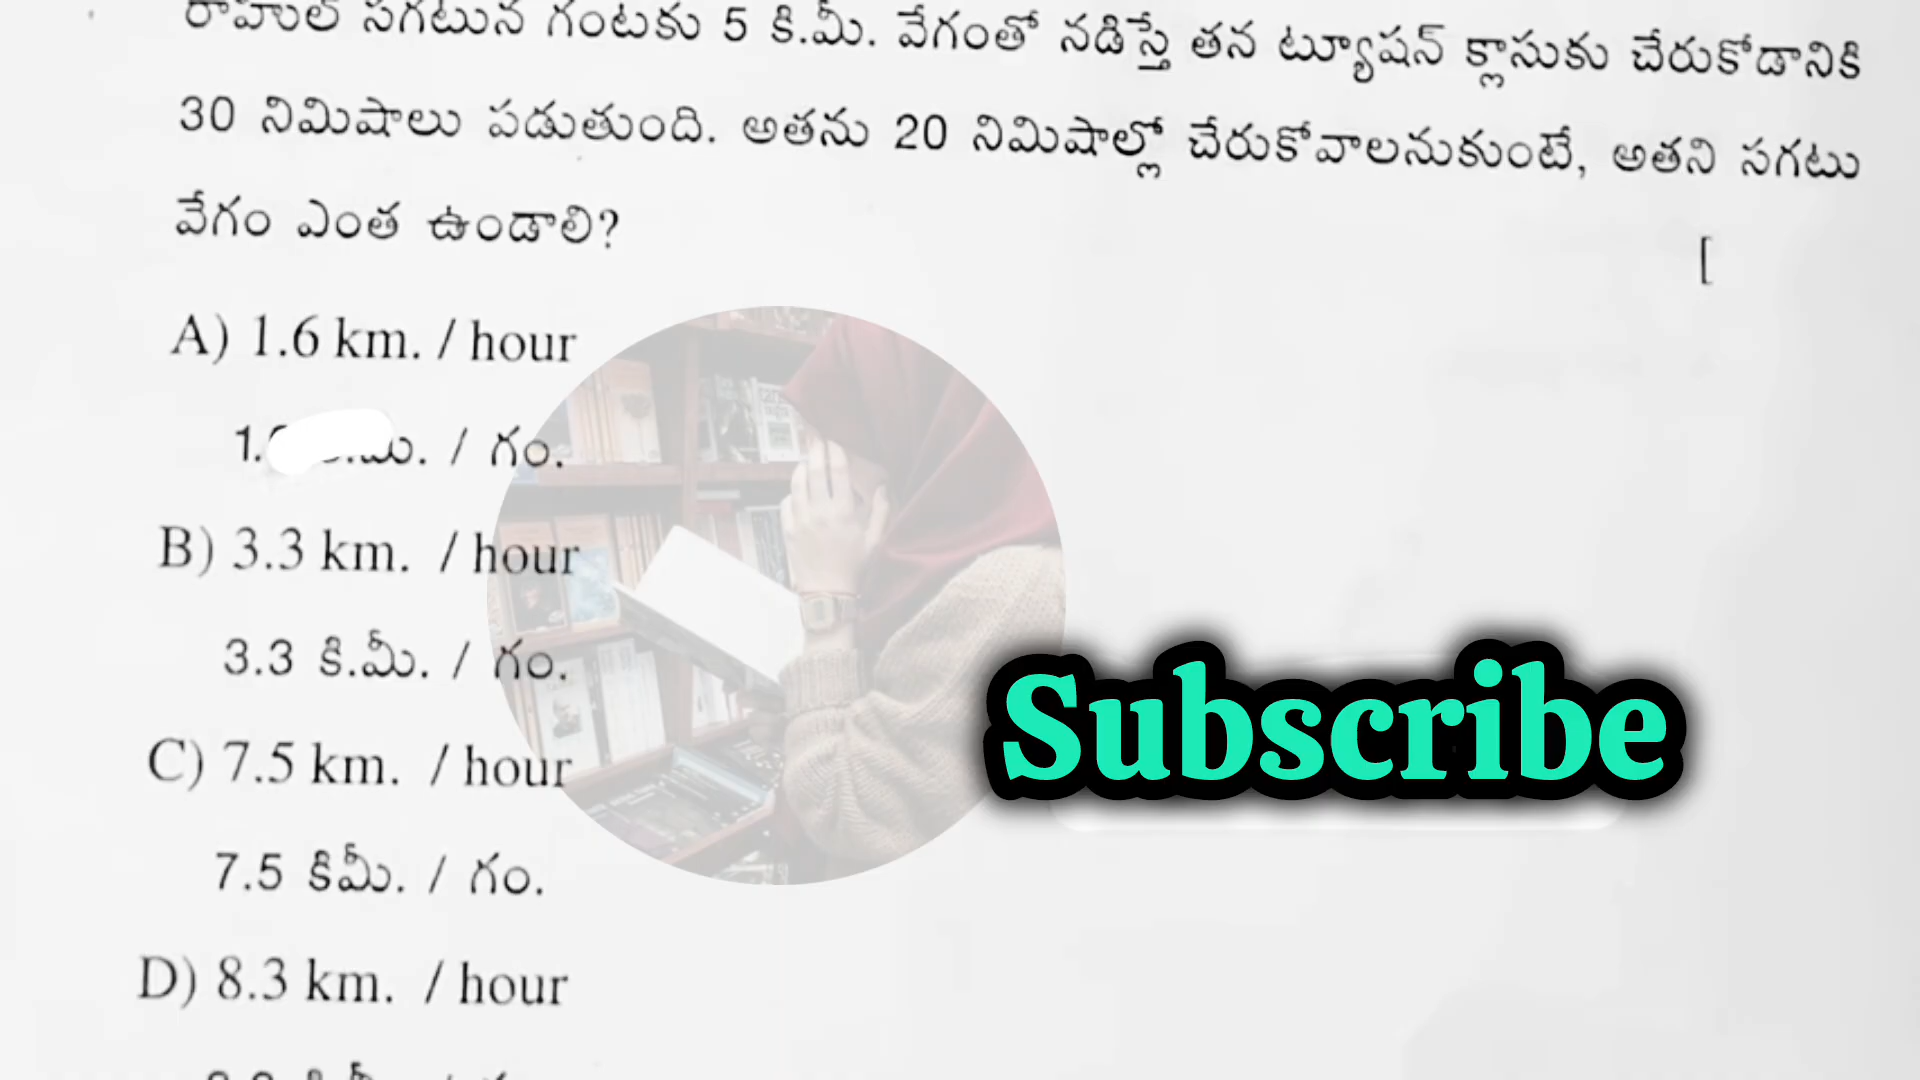 రాహుల్ సగటున గంటకు 5 కి.మీ. వేగంతో నడిస్తే తన ట్యూషన్ క్లాసుకు చేరుకోడానికి
30 నిమిషాలు పడుతుంది. అతను 20 నిమిషాల్లో చేరుకోవాలనుకుంటే, అతని సగటు
వేగం ఎంత ఉండాలి?
[
A) 1.6 km. / hour
/ గం.
B) 3.3 km. / hour
3.3 కి.మీ. / గం.
C) 7.5 km. / hour
7.5 కిమీ. / గం.
D) 8.3 km. / hour
Subscribe